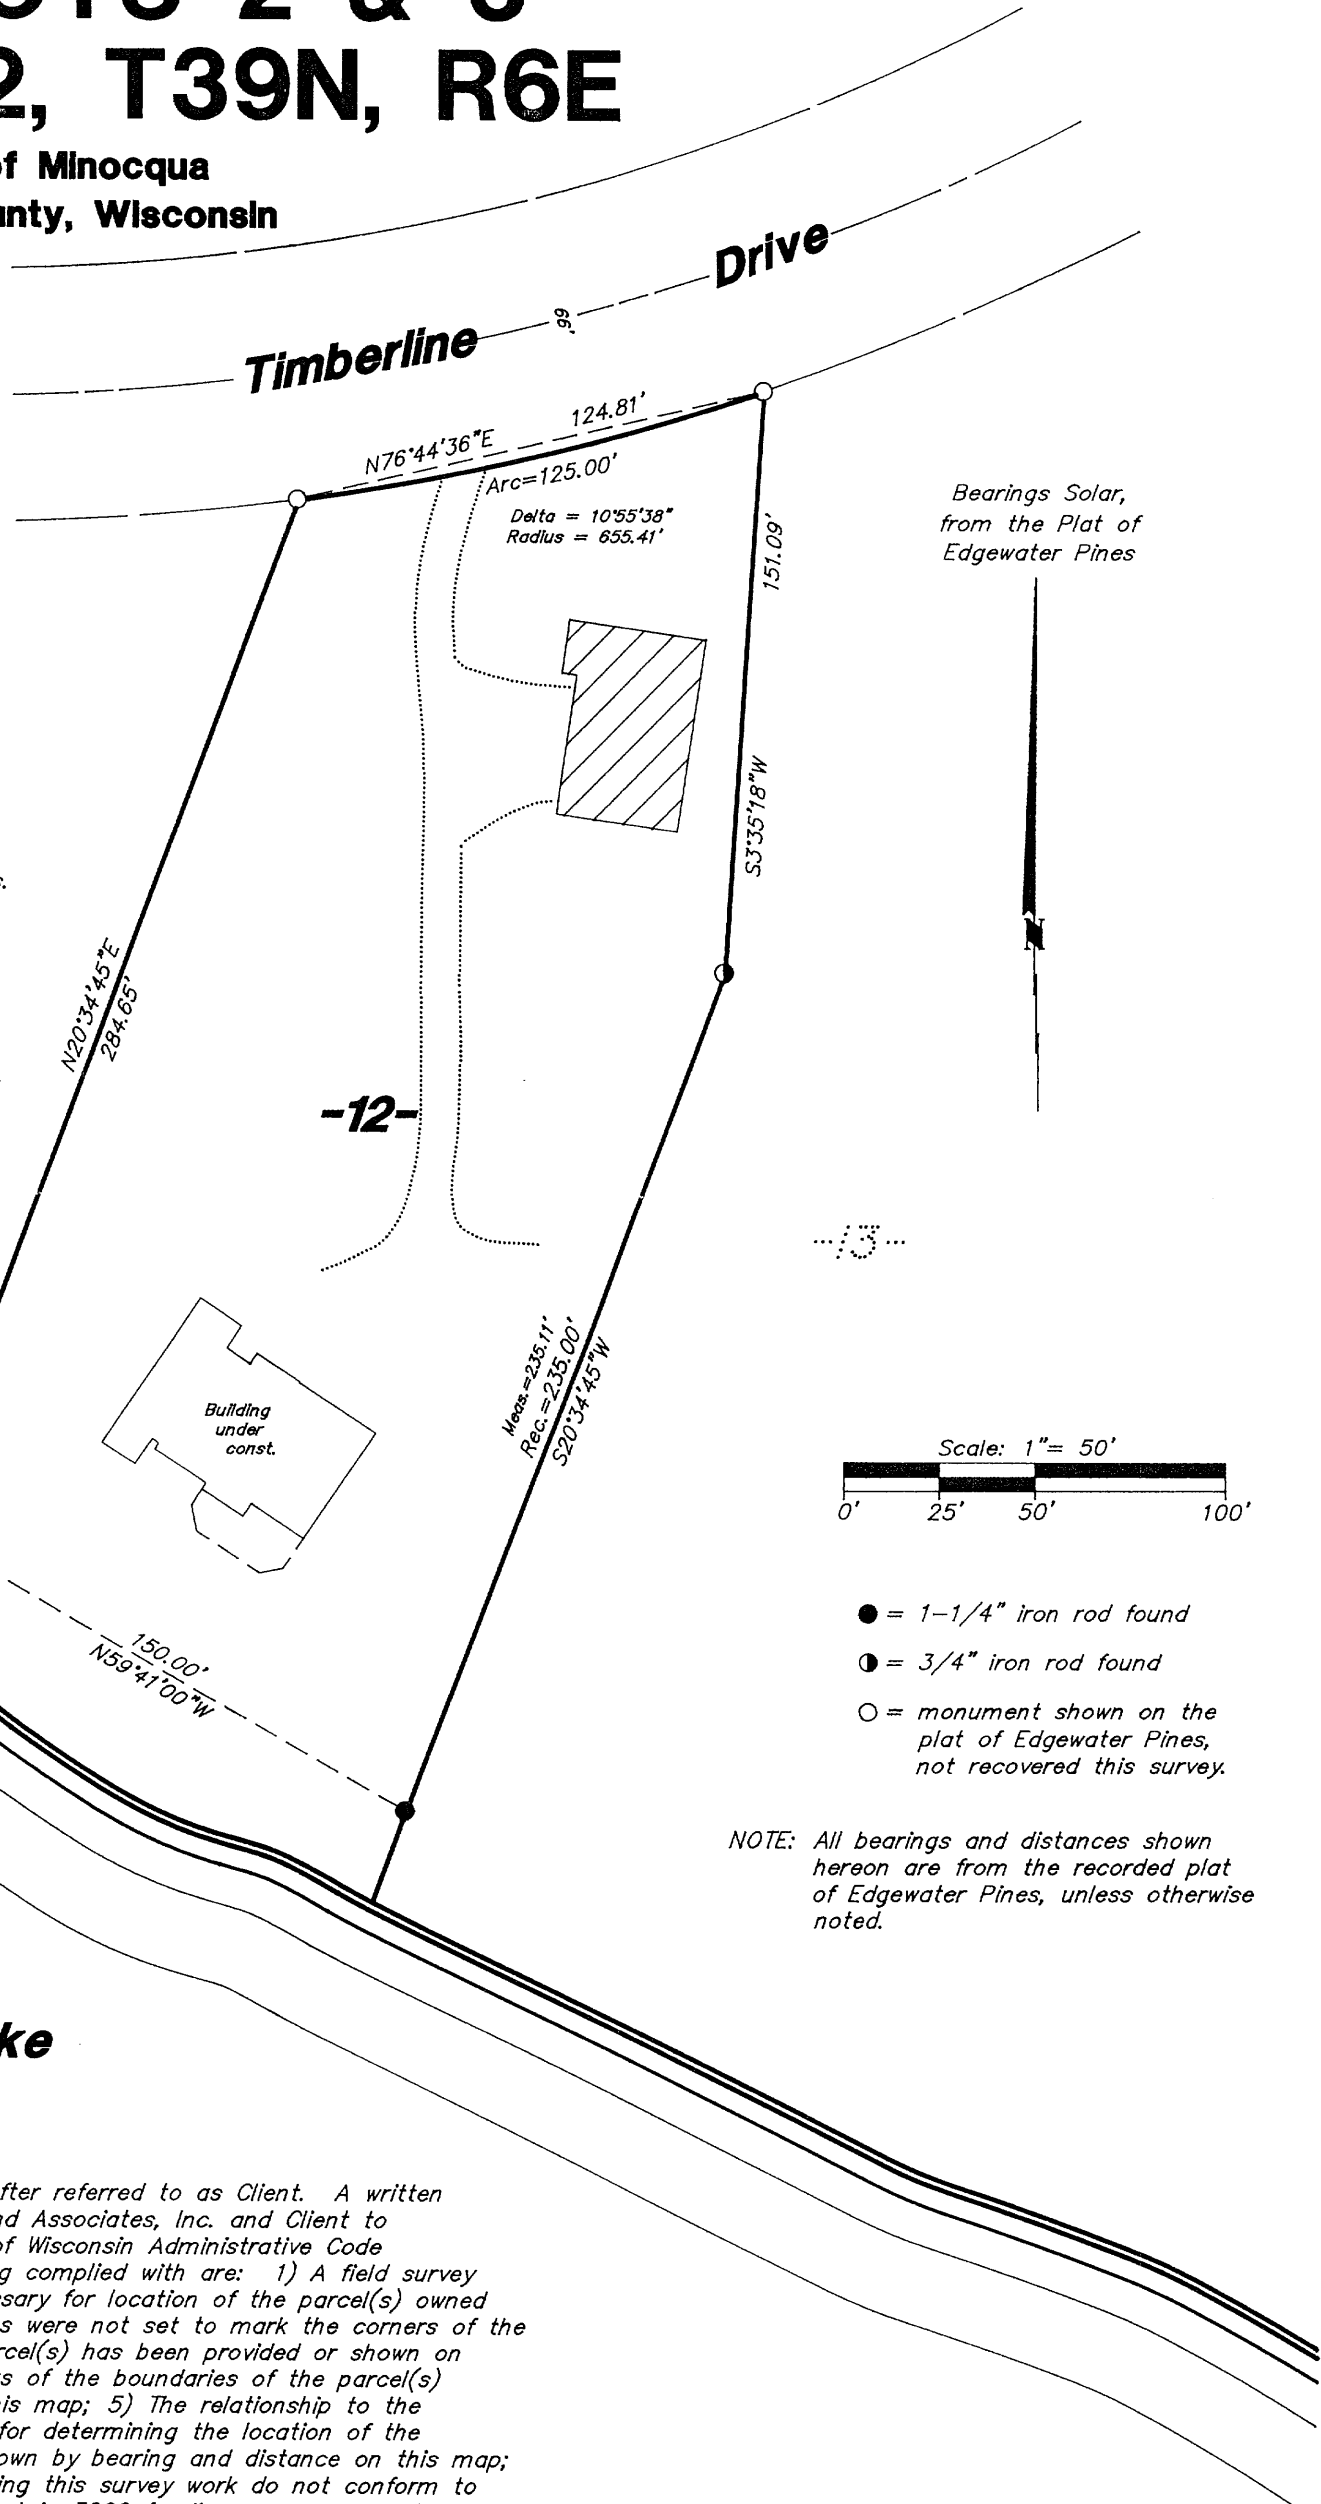 2, T39N, R6E
of Minocqua
unty, Wisconsin
Timberline Drive
66'
N76°44'36"E 124.81'
Arc=125.00'
Delta = 10°55'38"
Radius = 655.41'
151.09'
S3°35'18"W
Bearings Solar,
from the Plat of
Edgewater Pines
N
N20°34'45"E
284.65'
-12-
-13-
Building
under
const.
Meas.=235.11'
Rec.=235.00'
S20°34'45"W
Scale: 1"= 50'
0' 25' 50' 100'
= 1-1/4" iron rod found
= 3/4" iron rod found
= monument shown on the
plat of Edgewater Pines,
not recovered this survey.
150.00'
N59°41'00"W
NOTE: All bearings and distances shown
hereon are from the recorded plat
of Edgewater Pines, unless otherwise
noted.
ke
fter referred to as Client. A written
d Associates, Inc. and Client to
of Wisconsin Administrative Code
g complied with are: 1) A field survey
sary for location of the parcel(s) owned
s were not set to mark the corners of the
rcel(s) has been provided or shown on
s of the boundaries of the parcel(s)
is map; 5) The relationship to the
for determining the location of the
own by bearing and distance on this map;
ing this survey work do not conform to